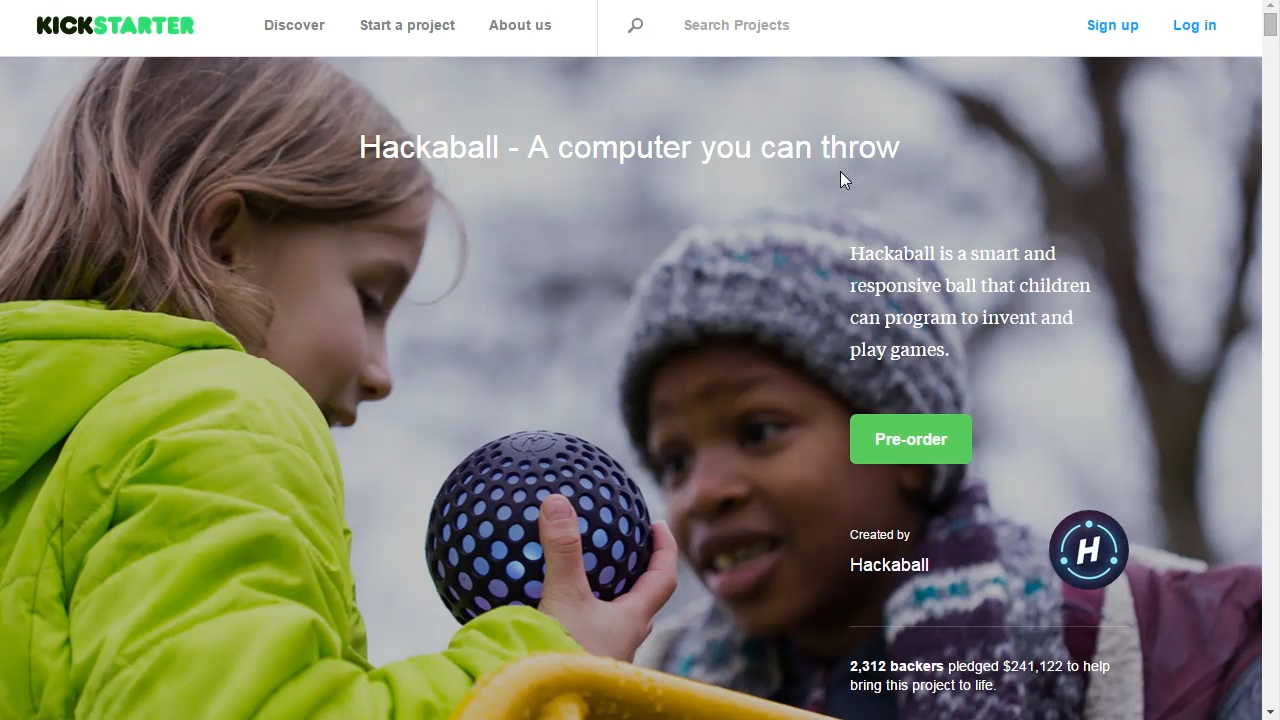 KICKSTARTER
Discover
Start a project
About us
Search Projects
Sign up
Log in
Hackaball - A computer you can throw
Hackaball is a smart and
responsive ball that children
can program to invent and
play games.
Pre-order
Created by
Hackaball
H
2,312 backers pledged $241,122 to help
bring this project to life.